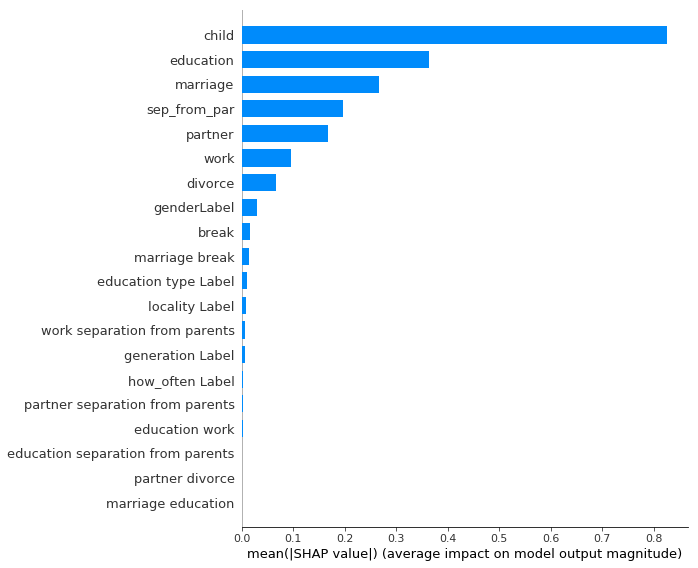 child
education
marriage
sep_from_par
partner
work
divorce
genderLabel
break
marriage break
education type Label
locality Label
work separation from parents
generation Label
how_often Label
partner separation from parents
education work
education separation from parents
partner divorce
marriage education
0.0 0.1 0.2 0.3 0.4 0.5 0.6 0.7 0.8
mean(|SHAP value|) (average impact on model output magnitude)